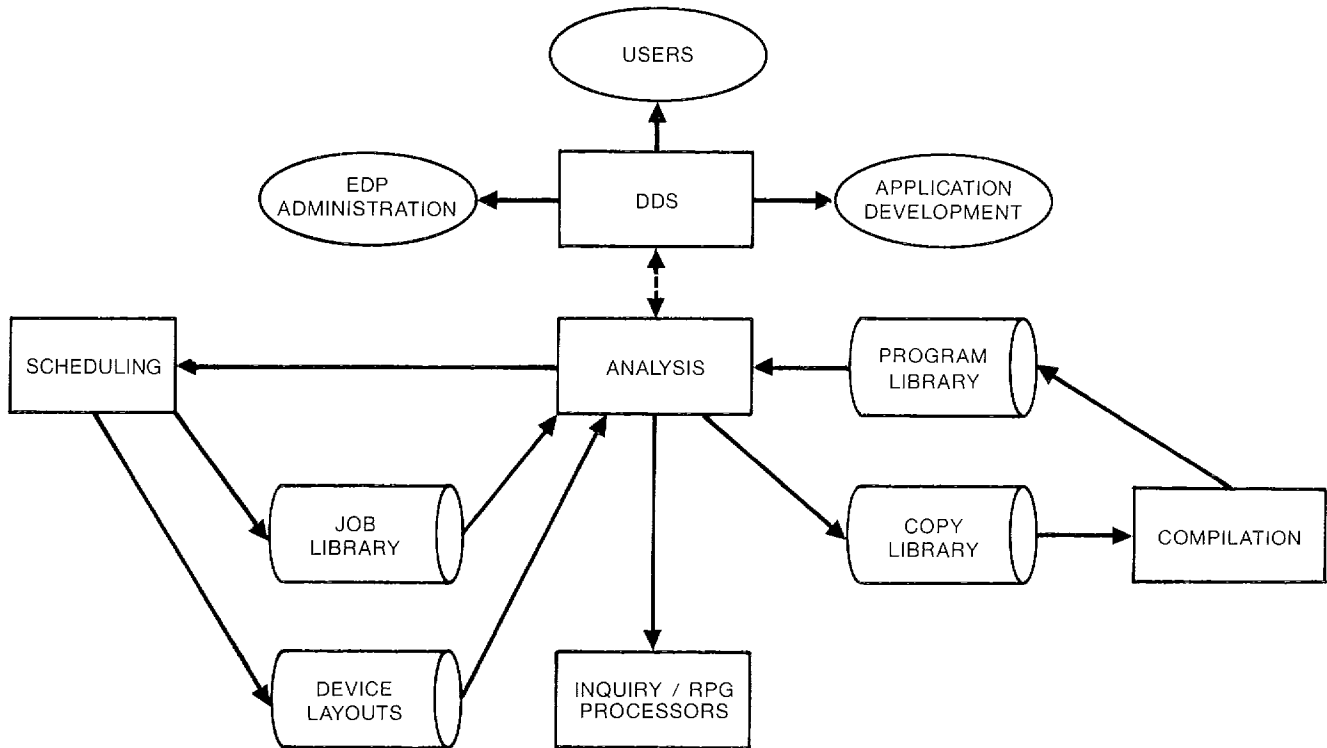 USERS
EDP
ADMINISTRATION
DDS
APPLICATION
DEVELOPMENT
SCHEDULING
ANALYSIS
PROGRAM
LIBRARY
JOB
LIBRARY
COPY
LIBRARY
COMPILATION
DEVICE
LAYOUTS
INQUIRY / RPG
PROCESSORS